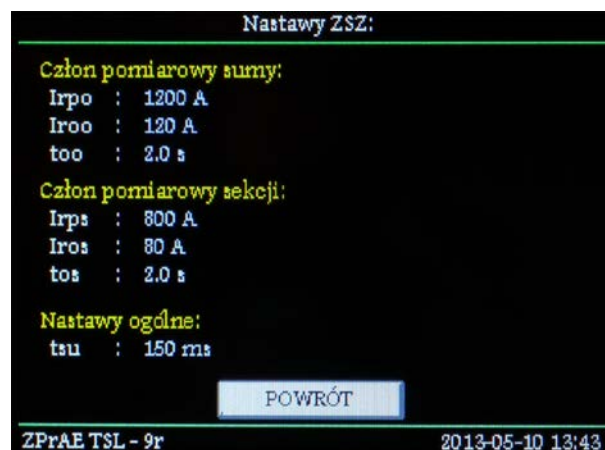 Nastawy ZSZ:
Człon pomiarowy sumy:
Irpo : 1200 A
Iroo : 120 A
too : 2.0 s
Człon pomiarowy sekcji:
Irps : 800 A
Iros : 80 A
tos : 2.0 s
Nastawy ogólne:
tsu : 150 ms
POWRÓT
ZPrAE TSL - 9r 2013-05-10 13:43